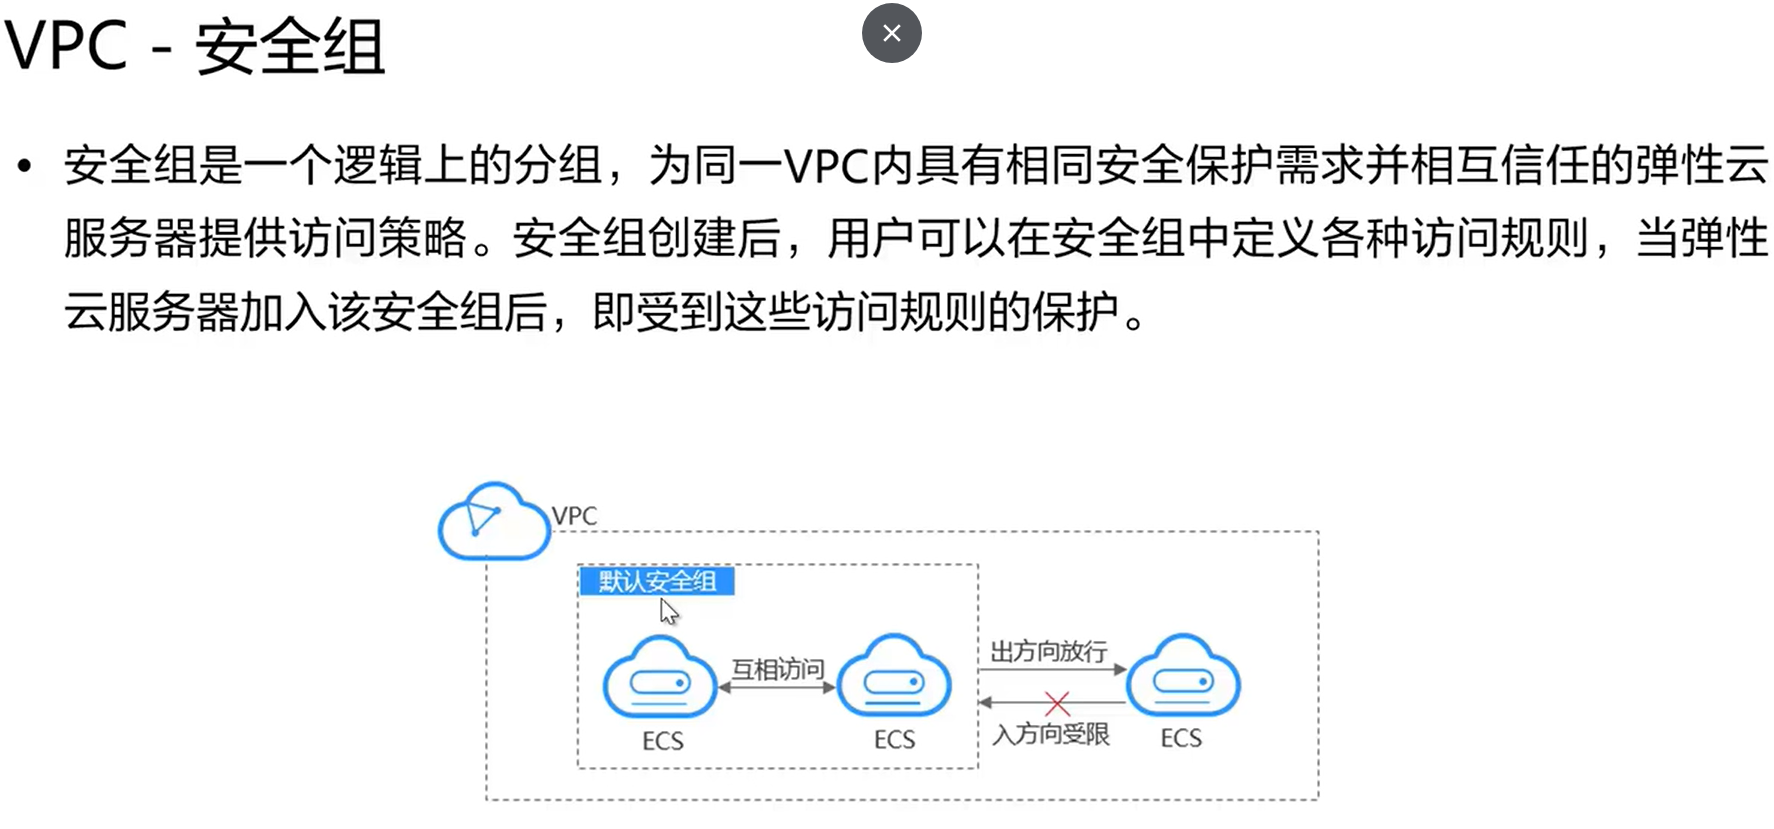 VPC - 安全组
• 安全组是一个逻辑上的分组，为同一VPC内具有相同安全保护需求并相互信任的弹性云
服务器提供访问策略。安全组创建后，用户可以在安全组中定义各种访问规则，当弹性
云服务器加入该安全组后，即受到这些访问规则的保护。
VPC
默认安全组
互相访问
出方向放行
入方向受限
ECS
ECS
ECS